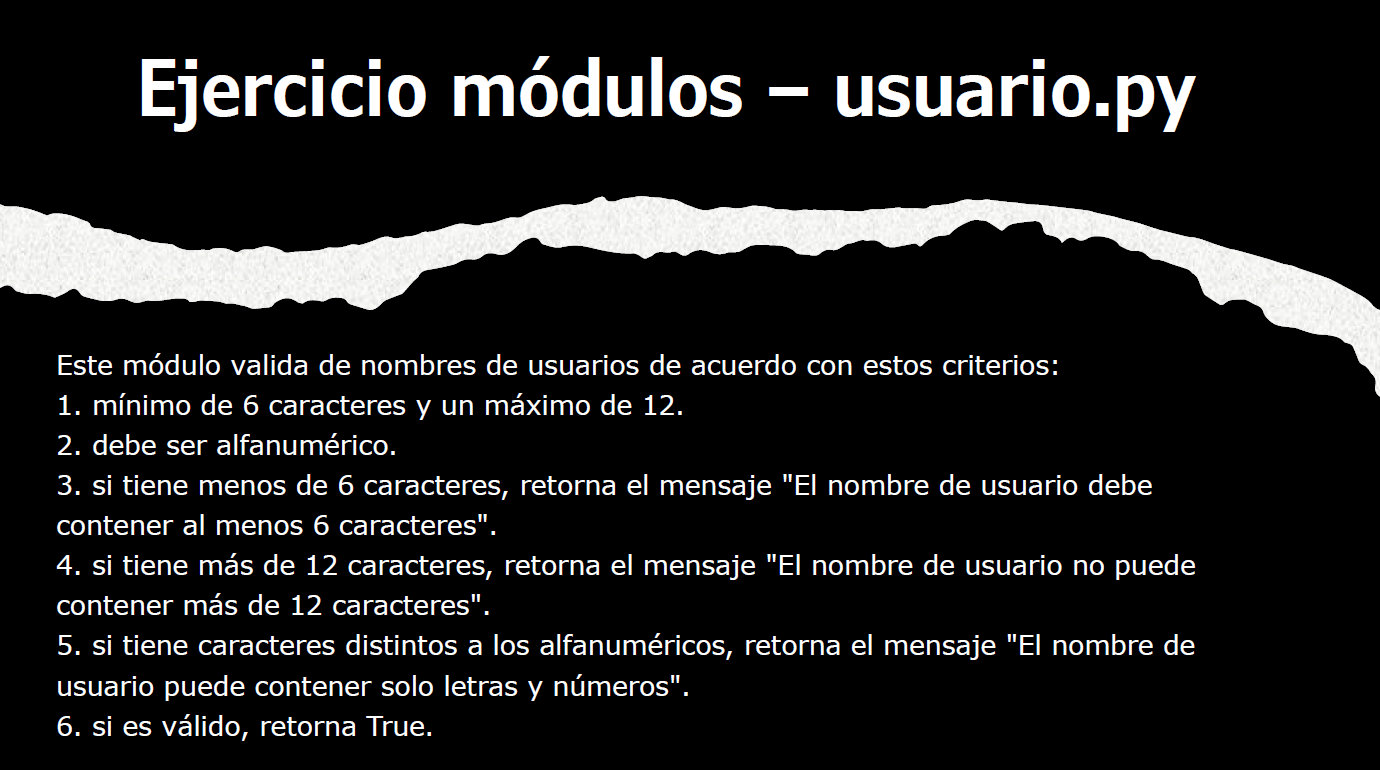 Ejercicio módulos – usuario.py
Este módulo valida de nombres de usuarios de acuerdo con estos criterios:
1. mínimo de 6 caracteres y un máximo de 12.
2. debe ser alfanumérico.
3. si tiene menos de 6 caracteres, retorna el mensaje "El nombre de usuario debe
contener al menos 6 caracteres".
4. si tiene más de 12 caracteres, retorna el mensaje "El nombre de usuario no puede
contener más de 12 caracteres".
5. si tiene caracteres distintos a los alfanuméricos, retorna el mensaje "El nombre de
usuario puede contener solo letras y números".
6. si es válido, retorna True.